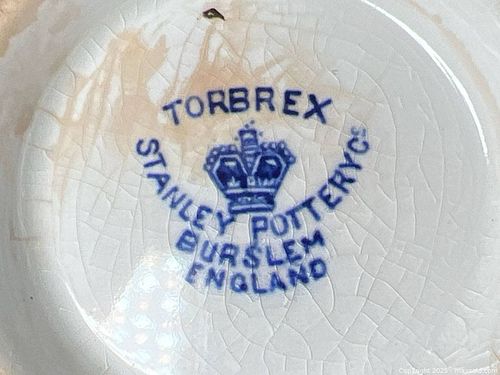 TORBREX
STANLEY POTTERY Co
BURSLEM
ENGLAND